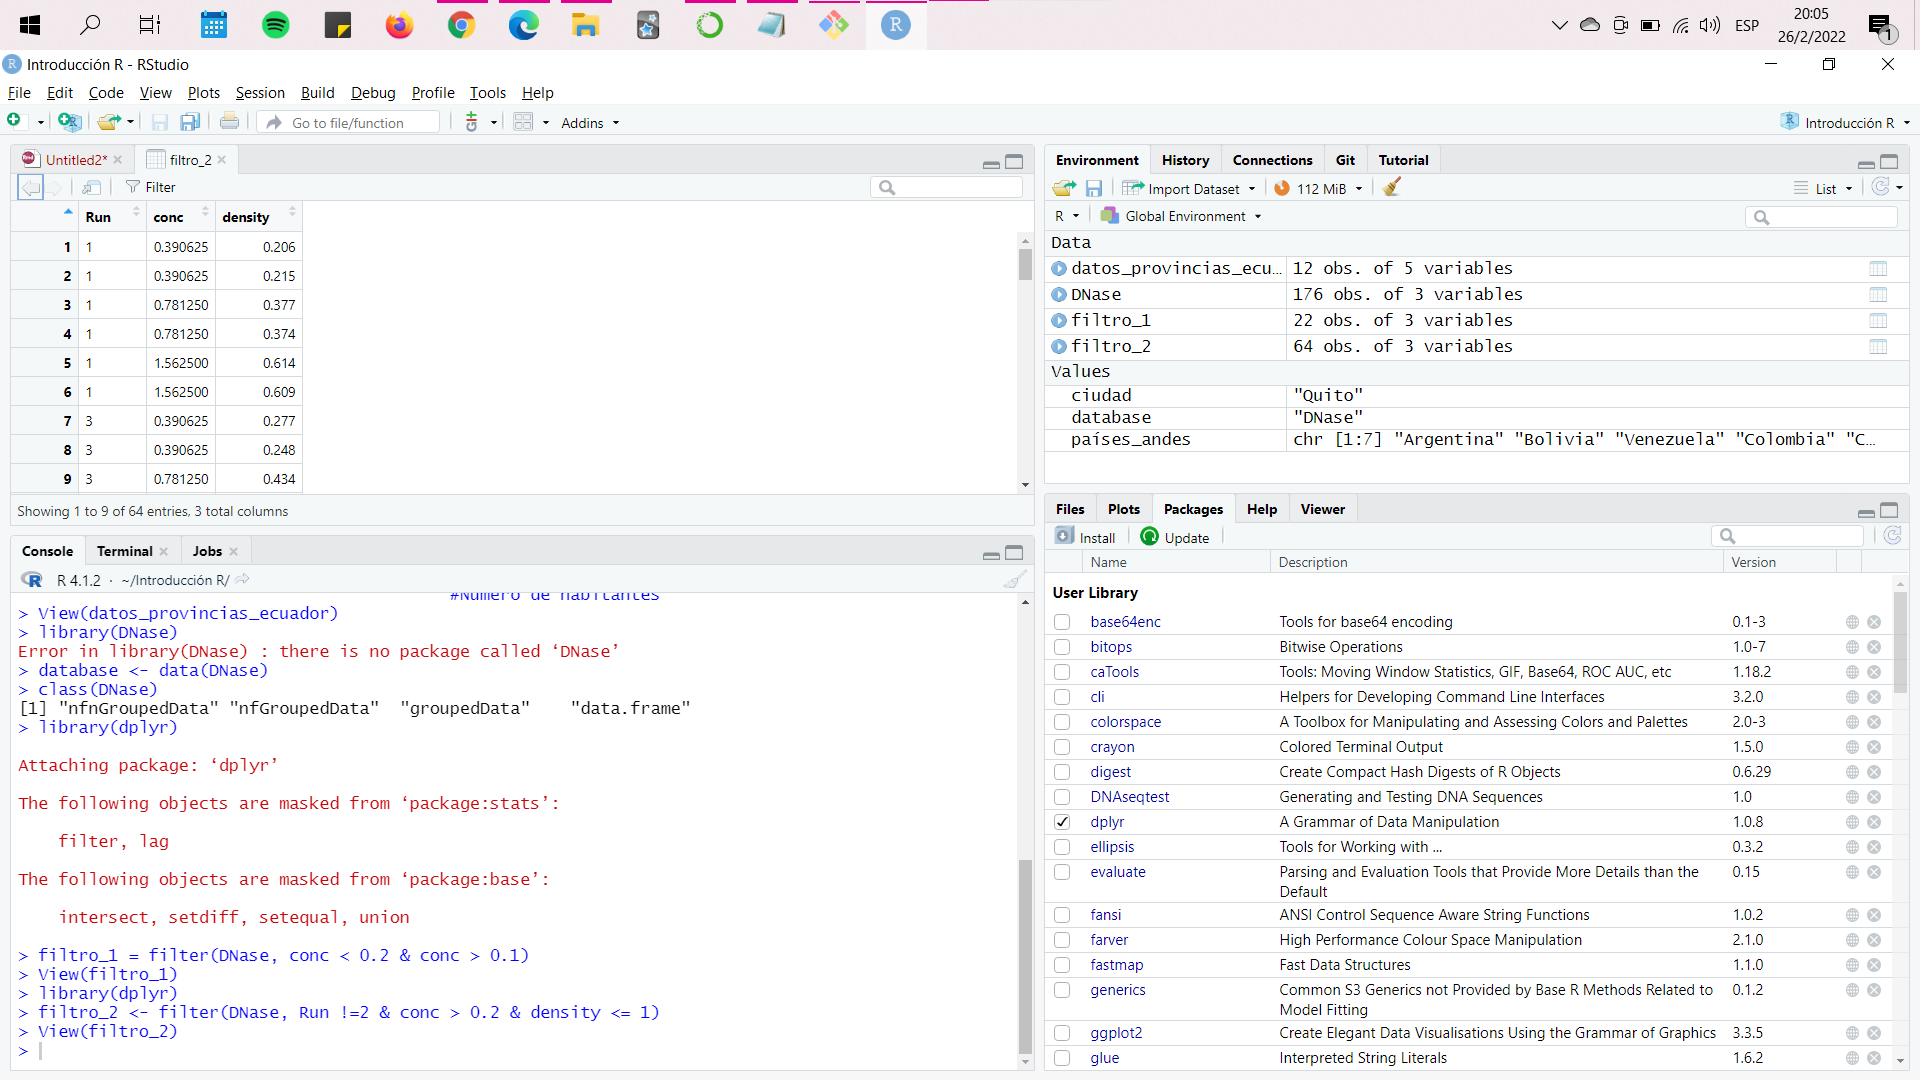 ESP
20:05
26/2/2022
1
Introducción R - RStudio
File Edit Code View Plots Session Build Debug Profile Tools Help
Go to file/function
Git
Addins
Introducción R
Untitled2*
filtro_2
Filter
Run conc density
1 1 0.390625 0.206
2 1 0.390625 0.215
3 1 0.781250 0.377
4 1 0.781250 0.374
5 1 1.562500 0.614
6 1 1.562500 0.609
7 3 0.390625 0.277
8 3 0.390625 0.248
9 3 0.781250 0.434
Showing 1 to 9 of 64 entries, 3 total columns
Console Terminal Jobs
R 4.1.2 · ~/Introducción R/
#Número de habitantes
> View(datos_provincias_ecuador)
> library(DNase)
Error in library(DNase) : there is no package called ‘DNase’
> database <- data(DNase)
> class(DNase)
[1] "nfnGroupedData" "nfGroupedData" "groupedData" "data.frame"
> library(dplyr)
Attaching package: ‘dplyr’
The following objects are masked from ‘package:stats’:
filter, lag
The following objects are masked from ‘package:base’:
intersect, setdiff, setequal, union
> filtro_1 = filter(DNase, conc < 0.2 & conc > 0.1)
> View(filtro_1)
> library(dplyr)
> filtro_2 <- filter(DNase, Run !=2 & conc > 0.2 & density <= 1)
> View(filtro_2)
>
Environment History Connections Git Tutorial
Import Dataset 112 MiB List
R Global Environment
Data
datos_provincias_ecu… 12 obs. of 5 variables
DNase 176 obs. of 3 variables
filtro_1 22 obs. of 3 variables
filtro_2 64 obs. of 3 variables
Values
ciudad "Quito"
database "DNase"
países_andes chr [1:7] "Argentina" "Bolivia" "Venezuela" "Colombia" "C…
Files Plots Packages Help Viewer
Install Update
Name Description Version
User Library
base64enc Tools for base64 encoding 0.1-3
bitops Bitwise Operations 1.0-7
caTools Tools: Moving Window Statistics, GIF, Base64, ROC AUC, etc 1.18.2
cli Helpers for Developing Command Line Interfaces 3.2.0
colorspace A Toolbox for Manipulating and Assessing Colors and Palettes 2.0-3
crayon Colored Terminal Output 1.5.0
digest Create Compact Hash Digests of R Objects 0.6.29
DNAseqtest Generating and Testing DNA Sequences 1.0
dplyr A Grammar of Data Manipulation 1.0.8
ellipsis Tools for Working with ... 0.3.2
evaluate Parsing and Evaluation Tools that Provide More Details than the 0.15
Default
fansi ANSI Control Sequence Aware String Functions 1.0.2
farver High Performance Colour Space Manipulation 2.1.0
fastmap Fast Data Structures 1.1.0
generics Common S3 Generics not Provided by Base R Methods Related to 0.1.2
Model Fitting
ggplot2 Create Elegant Data Visualisations Using the Grammar of Graphics 3.3.5
glue Interpreted String Literals 1.6.2